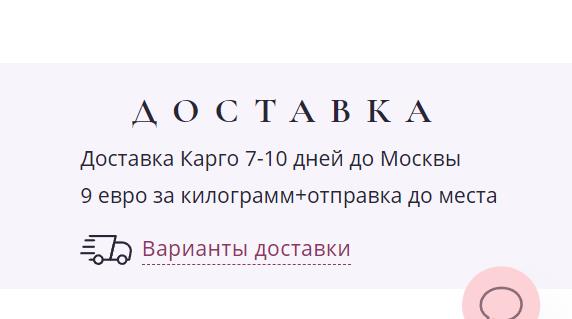 ДОСТАВКА
Доставка Карго 7-10 дней до Москвы
9 евро за килограмм+отправка до места
Варианты доставки